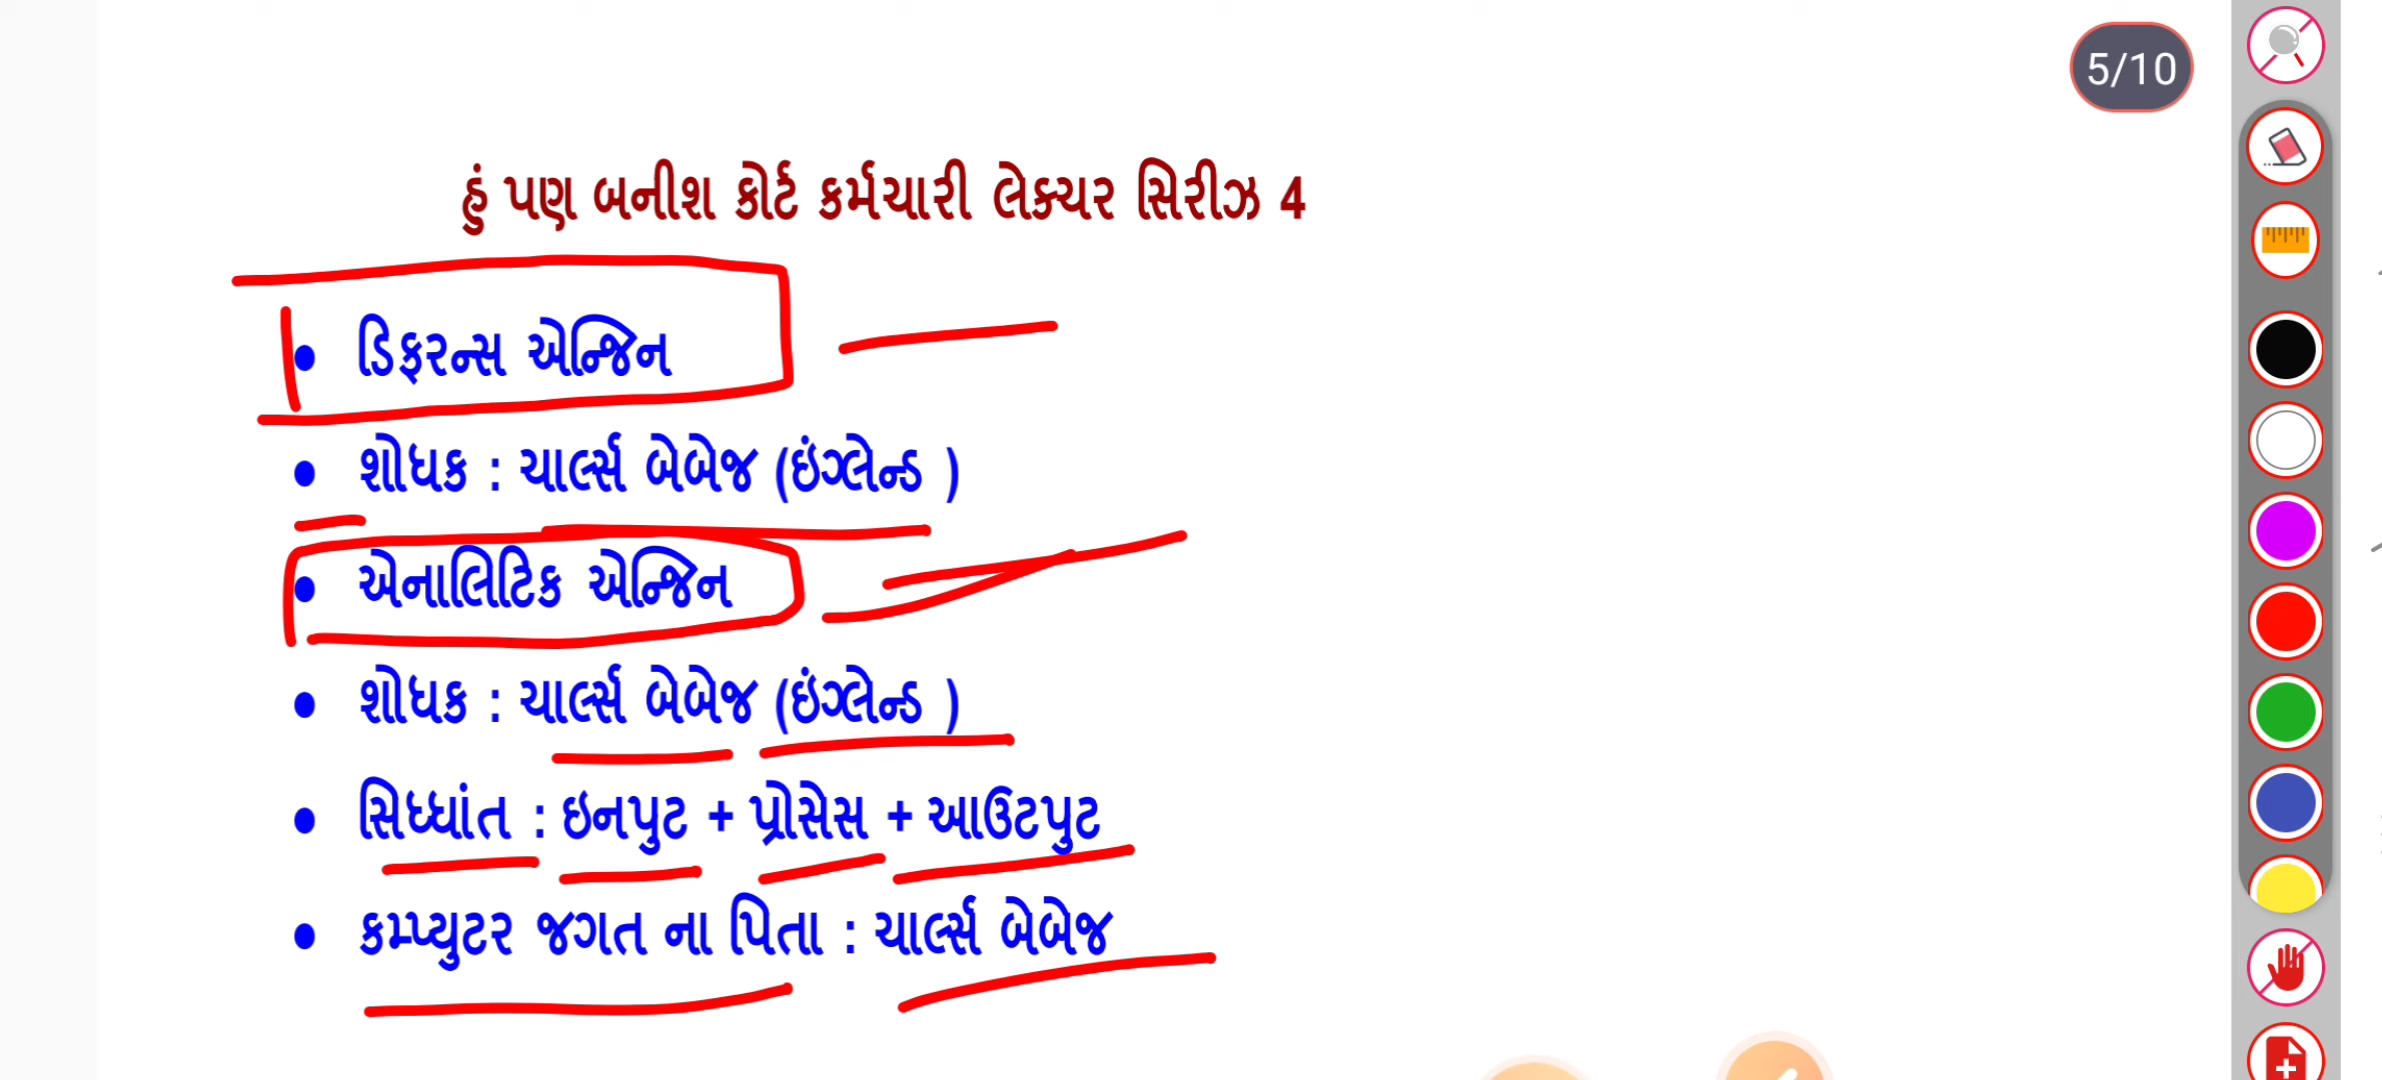 5/10
હું પણ બનીશ કોર્ટ કર્મચારી લેક્ચર સિરીઝ 4
• ડિફરન્સ એન્જિન
• શોધક : ચાર્લ્સ બેબેજ (ઇંગ્લેન્ડ )
• એનાલિટિક એન્જિન
• શોધક : ચાર્લ્સ બેબેજ (ઇંગ્લેન્ડ )
• સિધ્ધાંત : ઇનપુટ + પ્રોસેસ + આઉટપુટ
• કમ્પ્યુટર જગત ના પિતા : ચાર્લ્સ બેબેજ